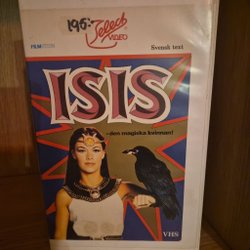 195:-
Select
VIDEO
FILM
Svensk text
ISIS
-den magiska kvinnan!
VHS